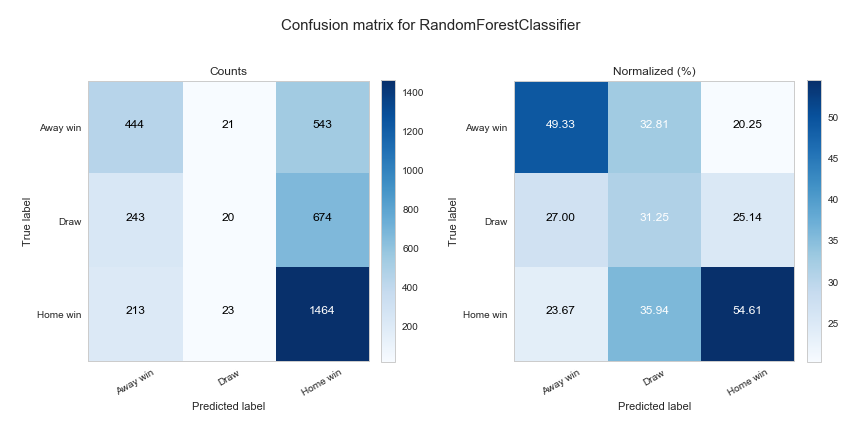 Confusion matrix for RandomForestClassifier
Counts
True label
Away win 444 21 543
Draw 243 20 674
Home win 213 23 1464
Away win Draw Home win
Predicted label
1400
1200
1000
800
600
400
200
Normalized (%)
True label
Away win 49.33 32.81 20.25
Draw 27.00 31.25 25.14
Home win 23.67 35.94 54.61
Away win Draw Home win
Predicted label
50
45
40
35
30
25